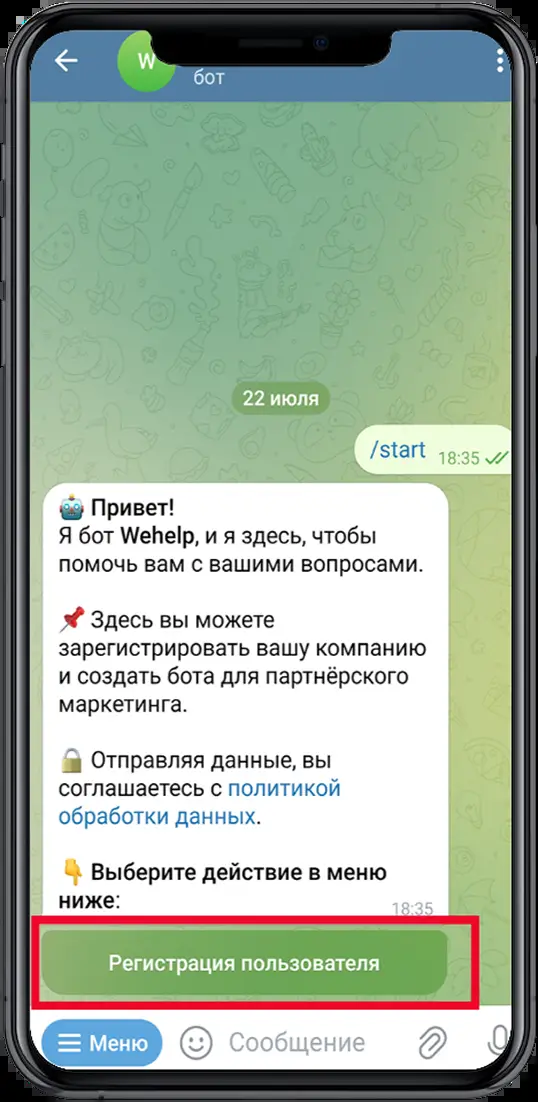 W
бот
22 июля
/start 18:35
Привет!
Я бот Wehelp, и я здесь, чтобы
помочь вам с вашими вопросами.
Здесь вы можете
зарегистрировать вашу компанию
и создать бота для партнёрского
маркетинга.
Отправляя данные, вы
соглашаетесь с политикой
обработки данных.
Выберите действие в меню
ниже:
18:35
Регистрация пользователя
Меню
Сообщение